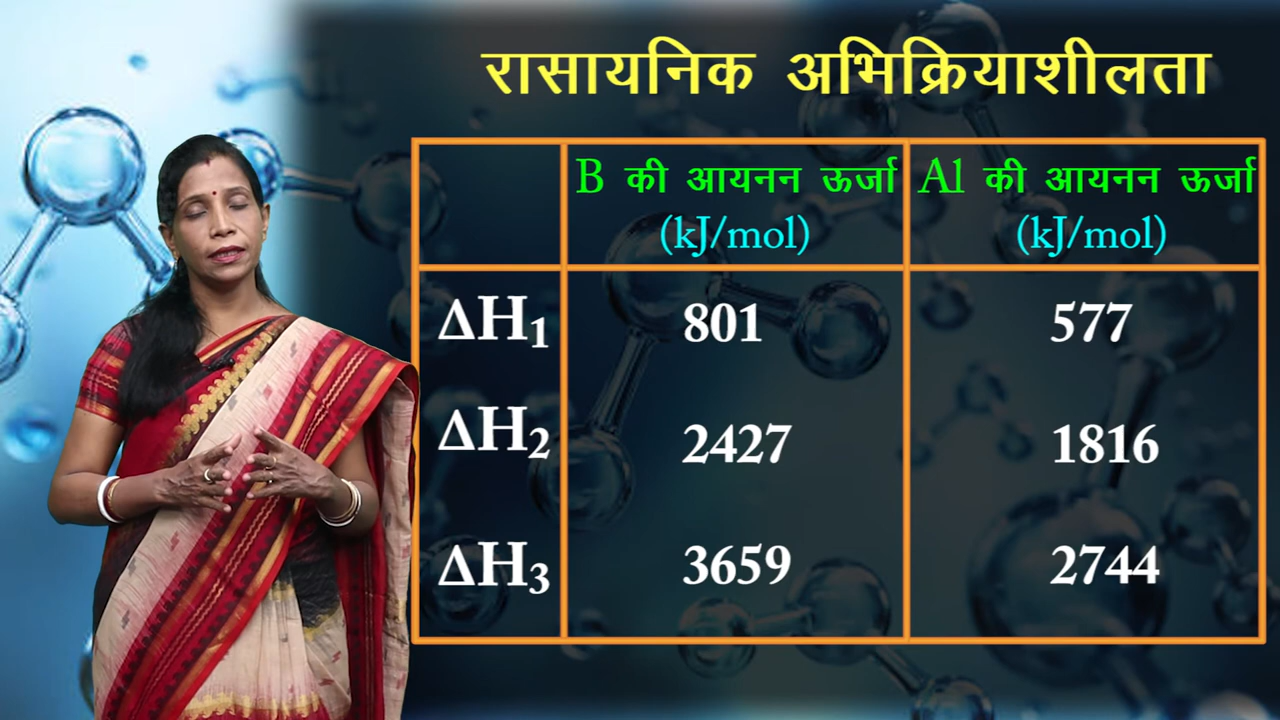 रासायनिक अभिक्रियाशीलता
B की आयनन ऊर्जा Al की आयनन ऊर्जा
(kJ/mol) (kJ/mol)
ΔH₁ 801 577
ΔH₂ 2427 1816
ΔH₃ 3659 2744